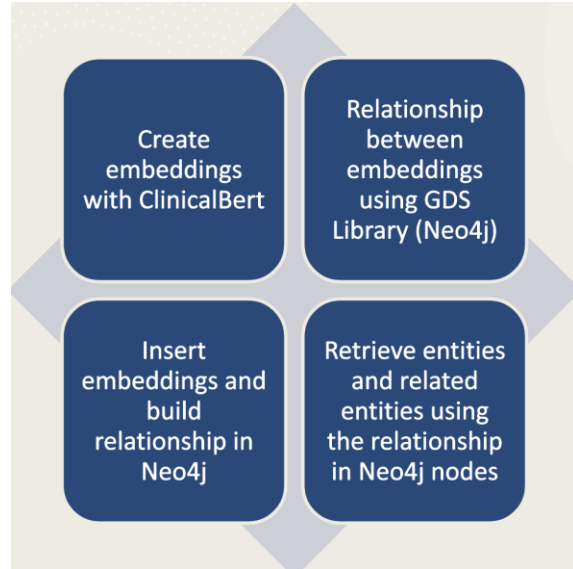 Create
embeddings
with ClinicalBert
Relationship
between
embeddings
using GDS
Library (Neo4j)
Insert
embeddings and
build
relationship in
Neo4j
Retrieve entities
and related
entities using
the relationship
in Neo4j nodes